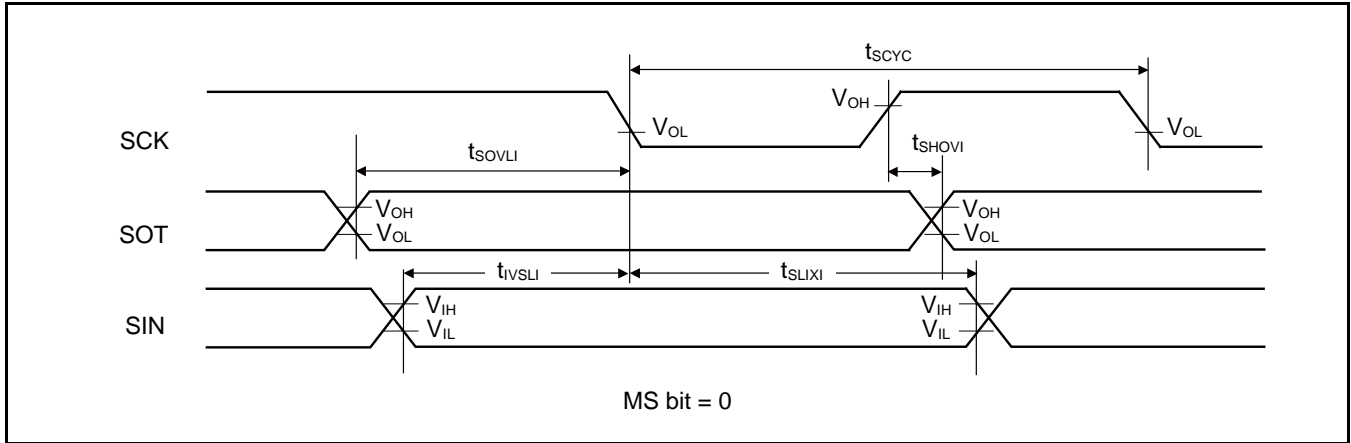 tSCYC
VOH
SCK
VOL
VOL
tSOVLI
tSHOVI
VOH
VOH
SOT
VOL
VOL
tIVSLI
tSLIXI
VIH
VIH
SIN
VIL
VIL
MS bit = 0